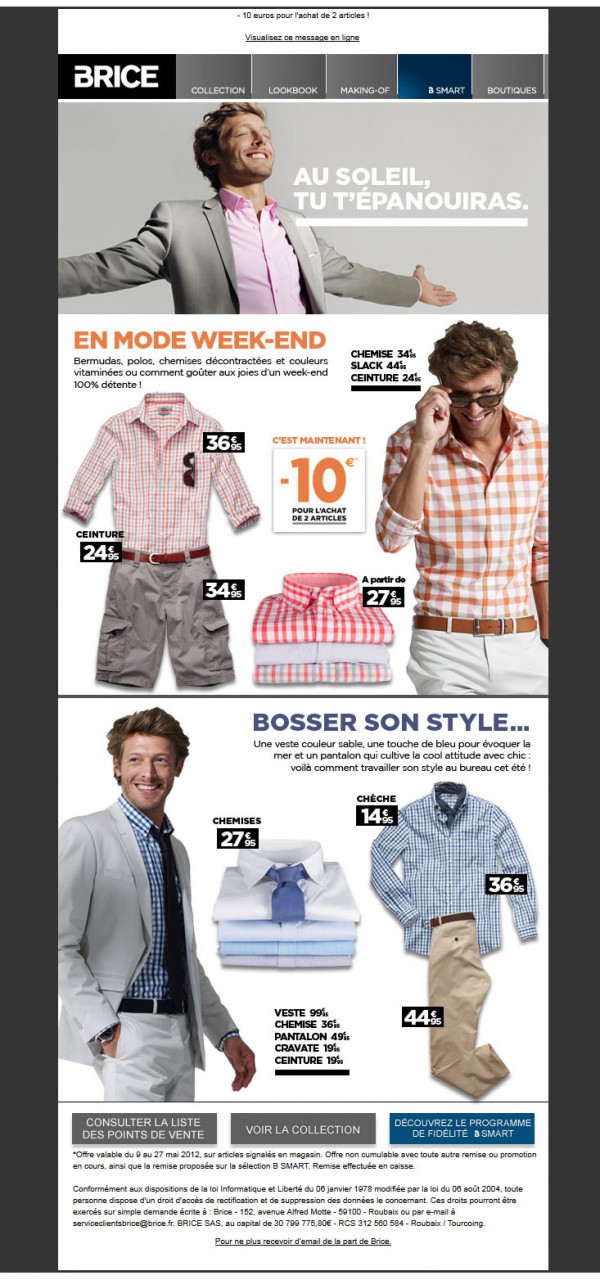 - 10 euros pour l'achat de 2 articles !
Visualisez ce message en ligne
BRICE
COLLECTION
LOOKBOOK
MAKING-OF
B SMART
BOUTIQUES
AU SOLEIL,
TU T'ÉPANOUIRAS.
EN MODE WEEK-END
Bermudas, polos, chemises décontractées et couleurs
vitaminées ou comment goûter aux joies d'un week-end
100% détente !
CHEMISE 34€95
SLACK 44€95
CEINTURE 24€95
36€95
C'EST MAINTENANT !
-10€*
POUR L'ACHAT
DE 2 ARTICLES
CEINTURE
24€95
34€95
A partir de
27€95
BOSSER SON STYLE...
Une veste couleur sable, une touche de bleu pour évoquer la
mer et un pantalon qui cultive la cool attitude avec chic :
voilà comment travailler son style au bureau cet été !
CHÈCHE
14€95
CHEMISES
27€95
36€95
VESTE 99€95
CHEMISE 36€95
PANTALON 49€95
CRAVATE 19€95
CEINTURE 19€95
44€95
CONSULTER LA LISTE
DES POINTS DE VENTE
VOIR LA COLLECTION
DÉCOUVREZ LE PROGRAMME
DE FIDÉLITÉ B SMART
*Offre valable du 9 au 27 mai 2012, sur articles signalés en magasin. Offre non cumulable avec toute autre remise ou promotion
en cours, ainsi que la remise proposée sur la sélection B SMART. Remise effectuée en caisse.
Conformément aux dispositions de la loi Informatique et Liberté du 06 janvier 1978 modifiée par la loi du 06 août 2004, toute
personne dispose d'un droit d'accès de rectification et de suppression des données le concernant. Ces droits pourront être
exercés sur simple demande écrite à : Brice - 152, avenue Alfred Motte - 59100 - Roubaix ou par e-mail à
serviceclientsbrice@brice.fr. BRICE SAS, au capital de 30 799 775,80€ - RCS 312 560 584 - Roubaix / Tourcoing.
Pour ne plus recevoir d'email de la part de Brice.